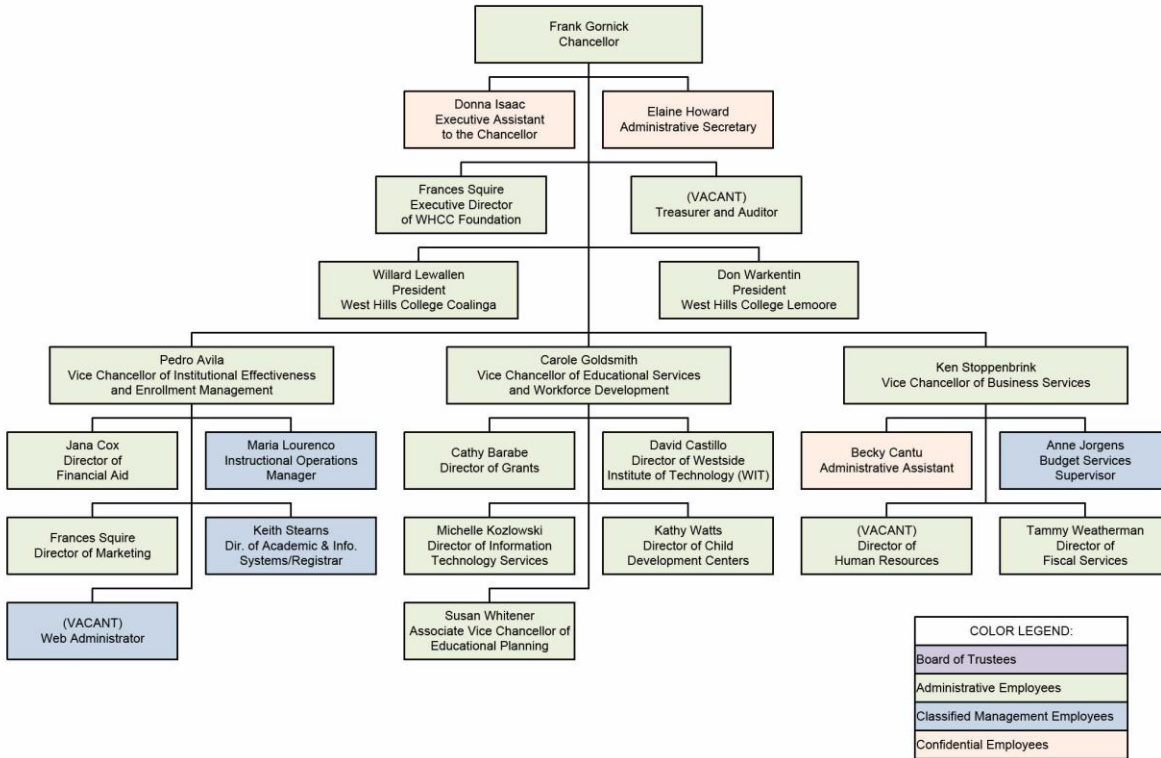 Frank Gornick
Chancellor
Donna Isaac
Executive Assistant
to the Chancellor
Elaine Howard
Administrative Secretary
Frances Squire
Executive Director
of WHCC Foundation
(VACANT)
Treasurer and Auditor
Willard Lewallen
President
West Hills College Coalinga
Don Warkentin
President
West Hills College Lemoore
Pedro Avila
Vice Chancellor of Institutional Effectiveness
and Enrollment Management
Carole Goldsmith
Vice Chancellor of Educational Services
and Workforce Development
Ken Stoppenbrink
Vice Chancellor of Business Services
Jana Cox
Director of
Financial Aid
Maria Lourenco
Instructional Operations
Manager
Cathy Barabe
Director of Grants
David Castillo
Director of Westside
Institute of Technology (WIT)
Becky Cantu
Administrative Assistant
Anne Jorgens
Budget Services
Supervisor
Frances Squire
Director of Marketing
Keith Stearns
Dir. of Academic & Info.
Systems/Registrar
Michelle Kozlowski
Director of Information
Technology Services
Kathy Watts
Director of Child
Development Centers
(VACANT)
Director of
Human Resources
Tammy Weatherman
Director of
Fiscal Services
(VACANT)
Web Administrator
Susan Whitener
Associate Vice Chancellor of
Educational Planning
COLOR LEGEND:
Board of Trustees
Administrative Employees
Classified Management Employees
Confidential Employees